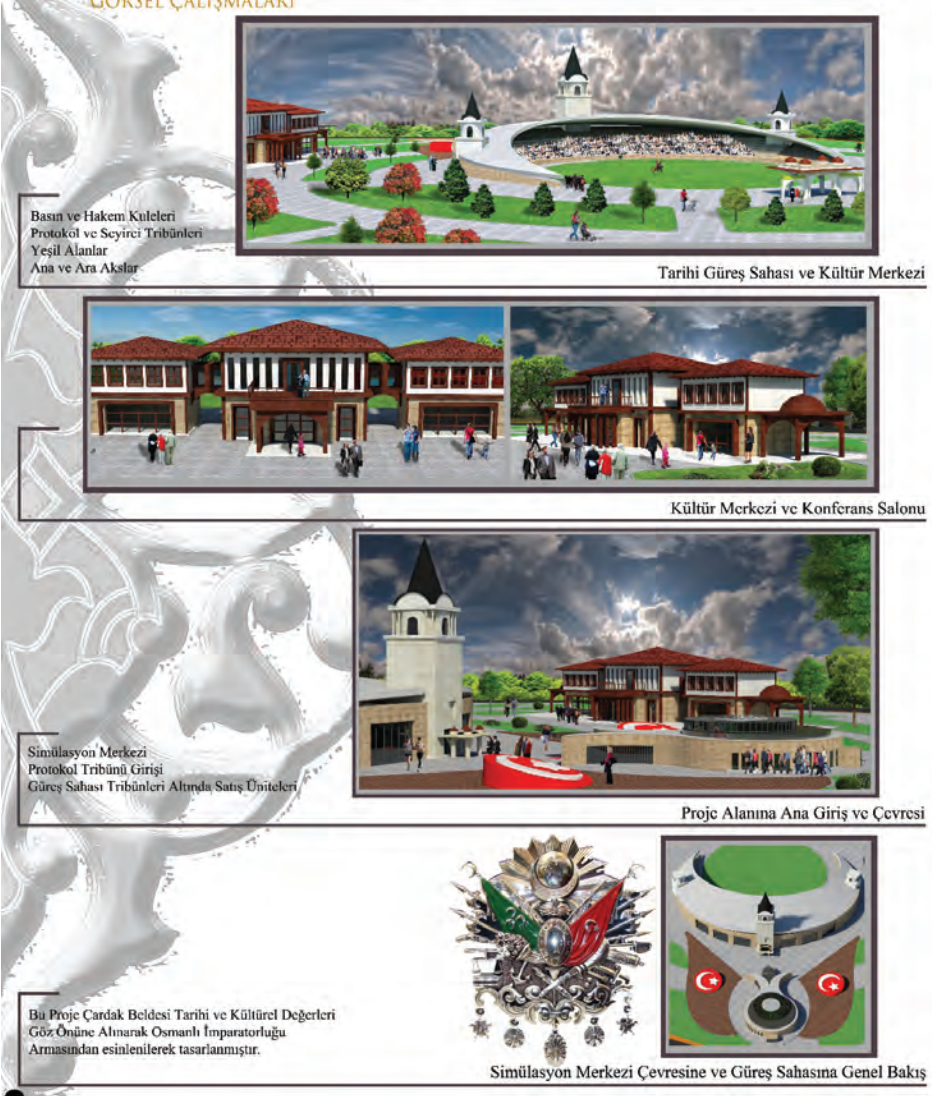 GÖRSEL ÇALIŞMALARI
Basın ve Hakem Kuleleri
Protokol ve Seyirci Tribünleri
Yeşil Alanlar
Ana ve Ara Akslar
Tarihi Güreş Sahası ve Kültür Merkezi
Kültür Merkezi ve Konferans Salonu
Simülasyon Merkezi
Protokol Tribünü Girişi
Güreş Sahası Tribünleri Altında Satış Üniteleri
Proje Alanına Ana Giriş ve Çevresi
Bu Proje Çardak Beldesi Tarihi ve Kültürel Değerleri
Göz Önüne Alınarak Osmanlı İmparatorluğu
Armasından esinlenilerek tasarlanmıştır.
Simülasyon Merkezi Çevresine ve Güreş Sahasına Genel Bakış